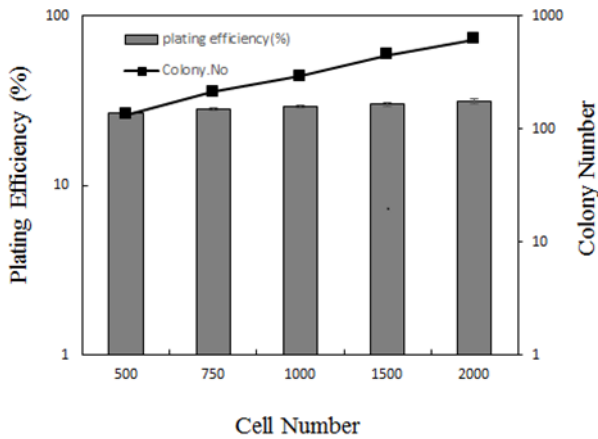 100
10
1
Plating Efficiency (%)
plating efficiency(%)
Colony.No
1000
100
10
1
Colony Number
500 750 1000 1500 2000
Cell Number